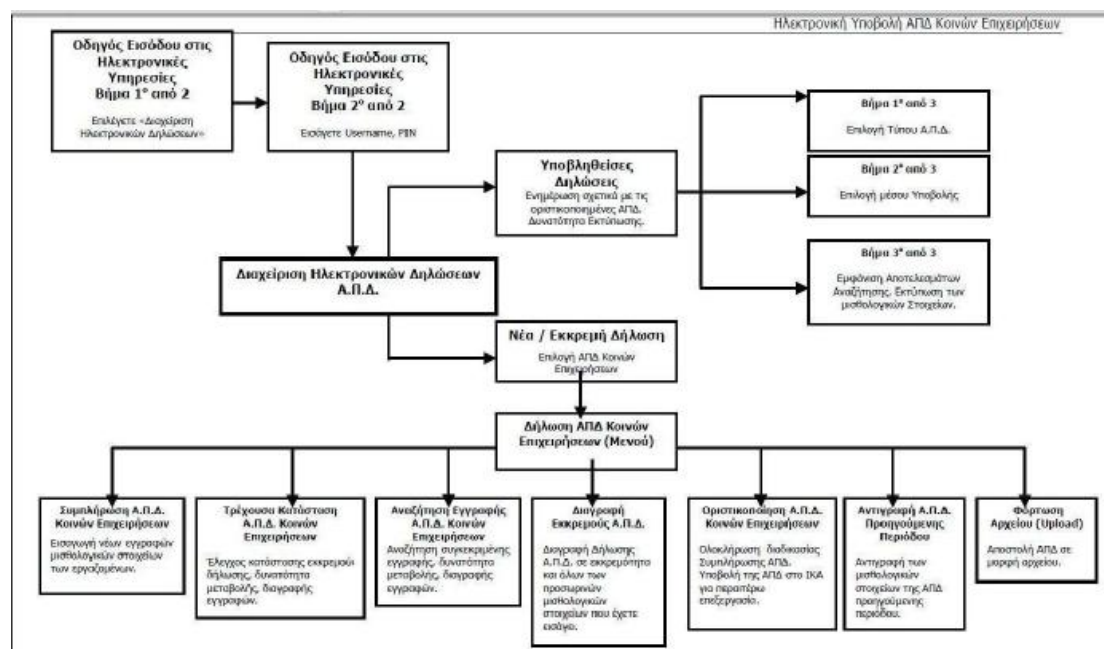 Ηλεκτρονική Υποβολή ΑΠΔ Κοινών Επιχειρήσεων
Οδηγός Εισόδου στις
Ηλεκτρονικές
Υπηρεσίες
Βήμα 1º από 2
Επιλέγετε «Διαχείριση
Ηλεκτρονικών Δηλώσεων»
Οδηγός Εισόδου στις
Ηλεκτρονικές
Υπηρεσίες
Βήμα 2º από 2
Εισάγετε Username, PIN
Υποβληθείσες
Δηλώσεις
Ενημέρωση σχετικά με τις
οριστικοποιημένες ΑΠΔ.
Δυνατότητα Εκτύπωσης.
Βήμα 1º από 3
Επιλογή Τύπου Α.Π.Δ.
Βήμα 2º από 3
Επιλογή μέσου Υποβολής
Βήμα 3º από 3
Εμφάνιση Αποτελεσμάτων
Αναζήτησης. Εκτύπωση των
μισθολογικών Στοιχείων.
Διαχείριση Ηλεκτρονικών Δηλώσεων
Α.Π.Δ.
Νέα / Εκκρεμή Δήλωση
Επιλογή ΑΠΔ Κοινών
Επιχειρήσεων
Δήλωση ΑΠΔ Κοινών
Επιχειρήσεων (Μενού)
Συμπλήρωση Α.Π.Δ.
Κοινών Επιχειρήσεων
Εισαγωγή νέων εγγραφών
μισθολογικών στοιχείων
των εργαζομένων.
Τρέχουσα Κατάσταση
Α.Π.Δ. Κοινών
Επιχειρήσεων
Έλεγχος κατάστασης εκκρεμούς
δήλωσης, δυνατότητα
μεταβολής, διαγραφής
εγγραφών.
Αναζήτηση Εγγραφής
Α.Π.Δ. Κοινών
Επιχειρήσεων
Αναζήτηση συγκεκριμένης
εγγραφής, δυνατότητα
μεταβολής, διαγραφής
εγγραφών.
Διαγραφή
Εκκρεμούς Α.Π.Δ.
Διαγραφή Δήλωσης
Α.Π.Δ. σε εκκρεμότητα
και όλων των
προσωρινών
μισθολογικών
στοιχείων που έχετε
εισάγει.
Οριστικοποίηση Α.Π.Δ.
Κοινών Επιχειρήσεων
Ολοκλήρωση διαδικασίας
Συμπλήρωσης ΑΠΔ.
Υποβολή της ΑΠΔ στο ΙΚΑ
για περαιτέρω
επεξεργασία.
Αντιγραφή Α.Π.Δ.
Προηγούμενης
Περιόδου
Αντιγραφή των
μισθολογικών
στοιχείων της ΑΠΔ
προηγούμενης
περιόδου.
Φόρτωση
Αρχείου (Upload)
Αποστολή ΑΠΔ σε
μορφή αρχείου.